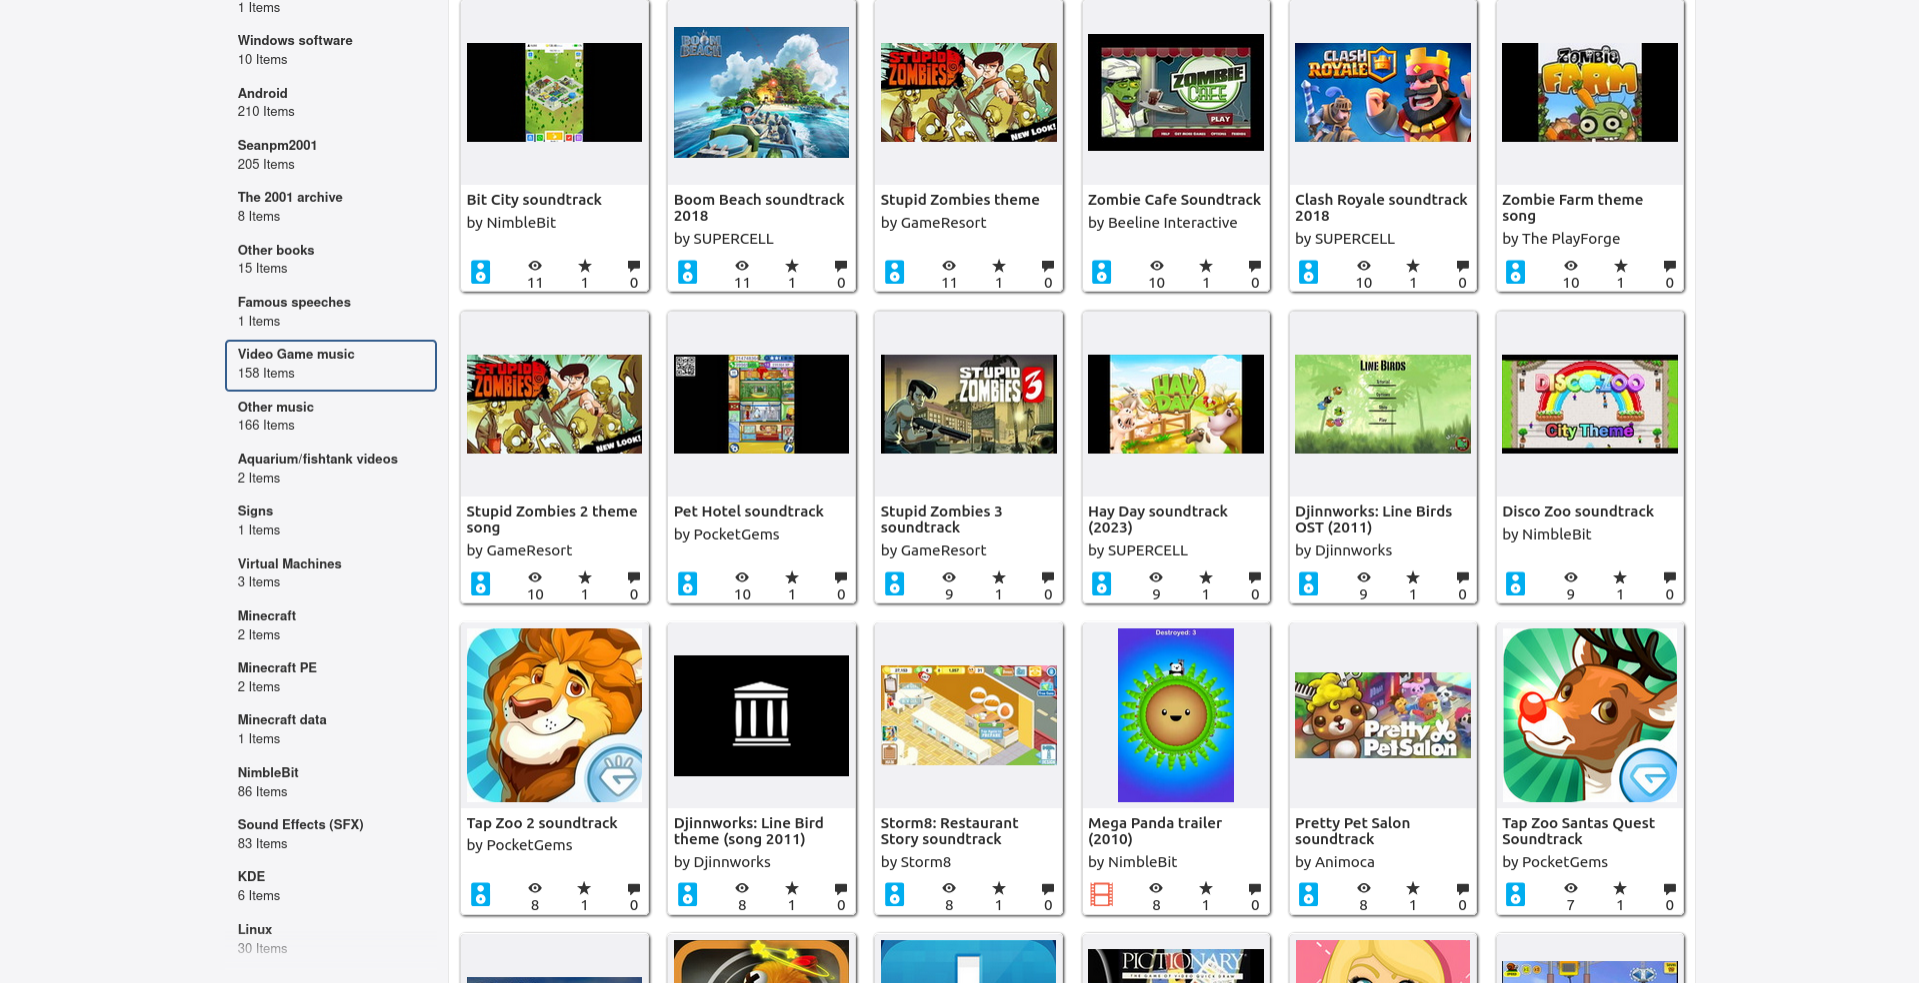 1 Items
Windows software
10 Items
Android
210 Items
Seanpm2001
205 Items
The 2001 archive
8 Items
Other books
15 Items
Famous speeches
1 Items
Video Game music
158 Items
Other music
166 Items
Aquarium/fishtank videos
2 Items
Signs
1 Items
Virtual Machines
3 Items
Minecraft
2 Items
Minecraft PE
2 Items
Minecraft data
1 Items
NimbleBit
86 Items
Sound Effects (SFX)
83 Items
KDE
6 Items
Linux
30 Items
Bit City soundtrack
by NimbleBit
11 1 0
BOOM
BEACH
Boom Beach soundtrack
2018
by SUPERCELL
11 1 0
STUPID
ZOMBIES
NEW LOOK!
Stupid Zombies theme
by GameResort
11 1 0
ZOMBIE
CAFE
PLAY
Zombie Cafe Soundtrack
by Beeline Interactive
10 1 0
CLASH
ROYALE
Clash Royale soundtrack
2018
by SUPERCELL
10 1 0
ZOMBIE
FARM
Zombie Farm theme
song
by The PlayForge
10 1 0
STUPID
ZOMBIES
NEW LOOK!
Stupid Zombies 2 theme
song
by GameResort
10 1 0
Pet Hotel soundtrack
by PocketGems
10 1 0
STUPID
ZOMBIES 3
Stupid Zombies 3
soundtrack
by GameResort
9 1 0
HAY
DAY
Hay Day soundtrack
(2023)
by SUPERCELL
9 1 0
LINE BIRDS
Play
Djinnworks: Line Birds
OST (2011)
by Djinnworks
9 1 0
DISCO ZOO
City Theme
Disco Zoo soundtrack
by NimbleBit
9 1 0
Tap Zoo 2 soundtrack
by PocketGems
8 1 0
Djinnworks: Line Bird
theme (song 2011)
by Djinnworks
8 1 0
Storm8: Restaurant
Story soundtrack
by Storm8
8 1 0
Destroyed: 3
Mega Panda trailer
(2010)
by NimbleBit
8 1 0
Pretty
Pet Salon
Pretty Pet Salon
soundtrack
by Animoca
8 1 0
Tap Zoo Santas Quest
Soundtrack
by PocketGems
7 1 0
PICTIONARY
THE GAME OF VIDEO QUICK DRAW